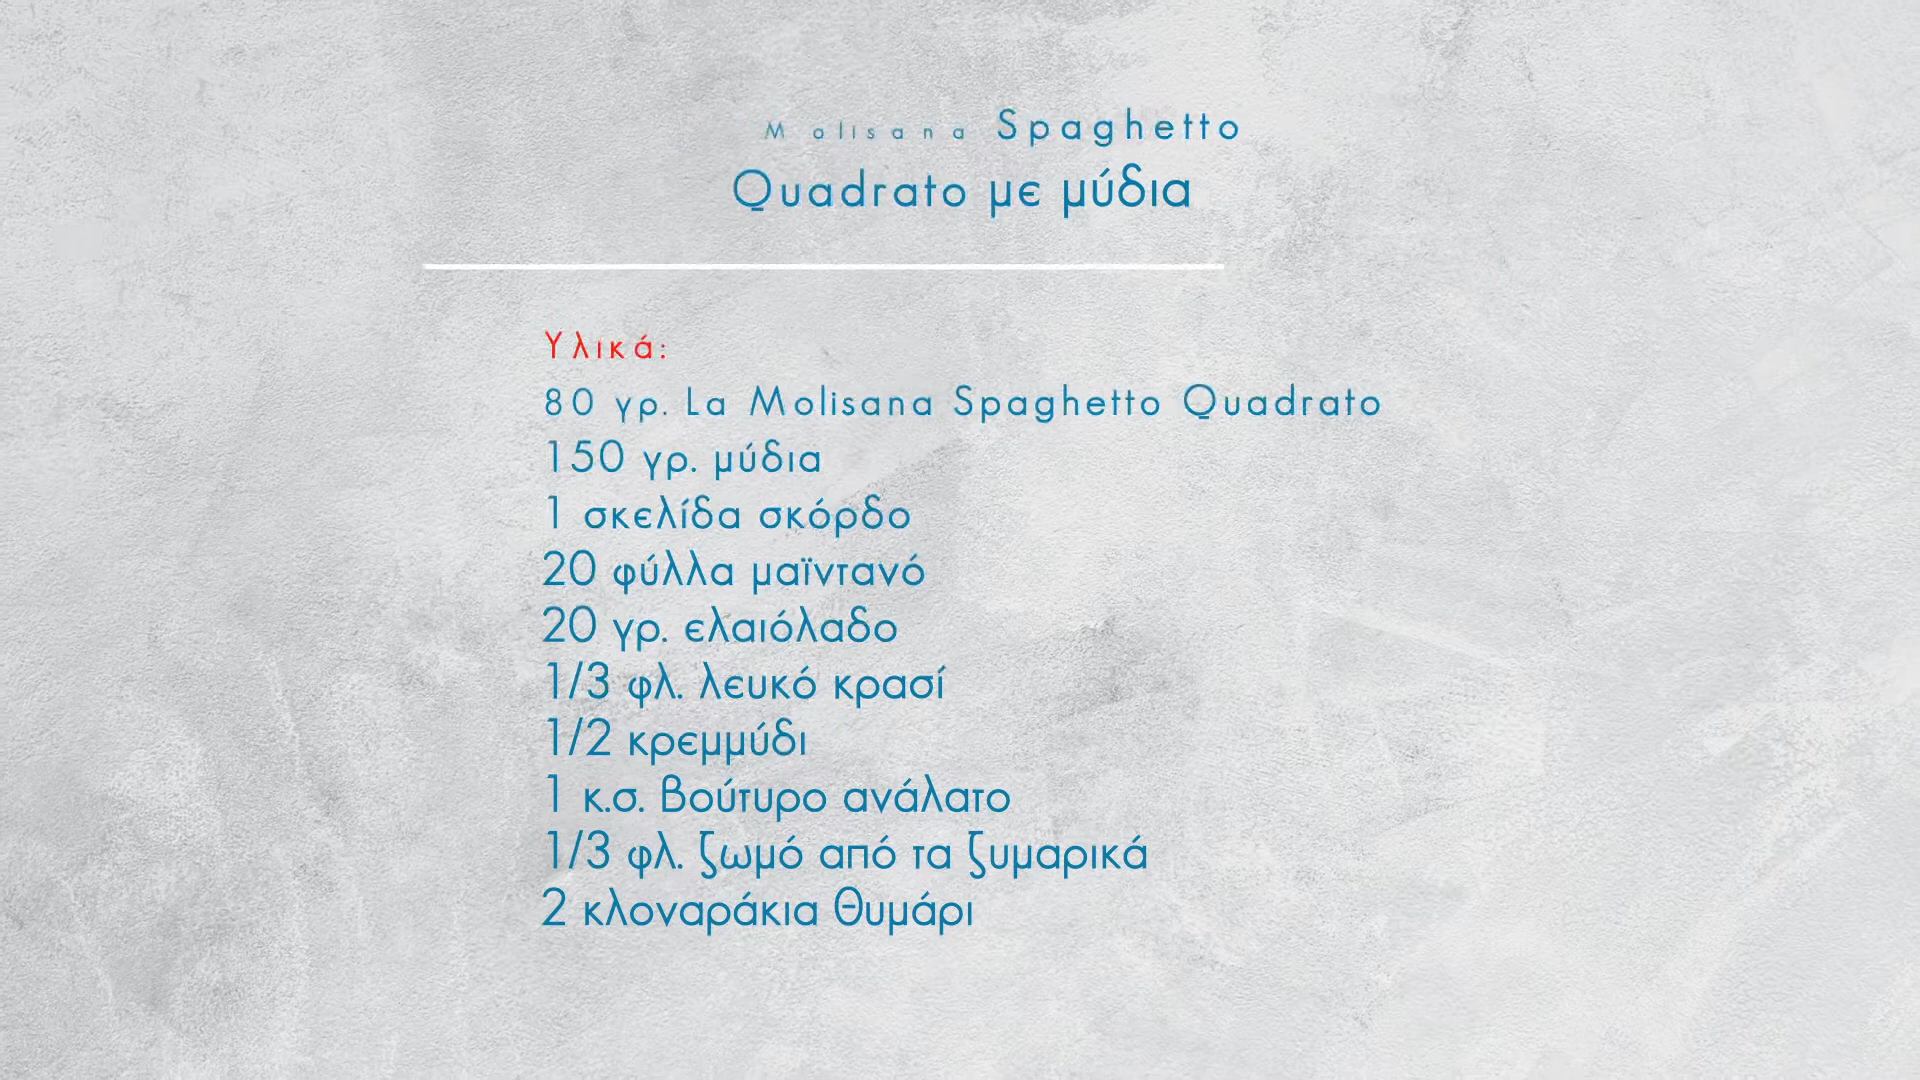 Molisana Spaghetto
Quadrato με μύδια
Υλικά:
80 γρ. La Molisana Spaghetto Quadrato
150 γρ. μύδια
1 σκελίδα σκόρδο
20 φύλλα μαϊντανό
20 γρ. ελαιόλαδο
1/3 φλ. λευκό κρασί
1/2 κρεμμύδι
1 κ.σ. Βούτυρο ανάλατο
1/3 φλ. ζωμό από τα ζυμαρικά
2 κλοναράκια Θυμάρι